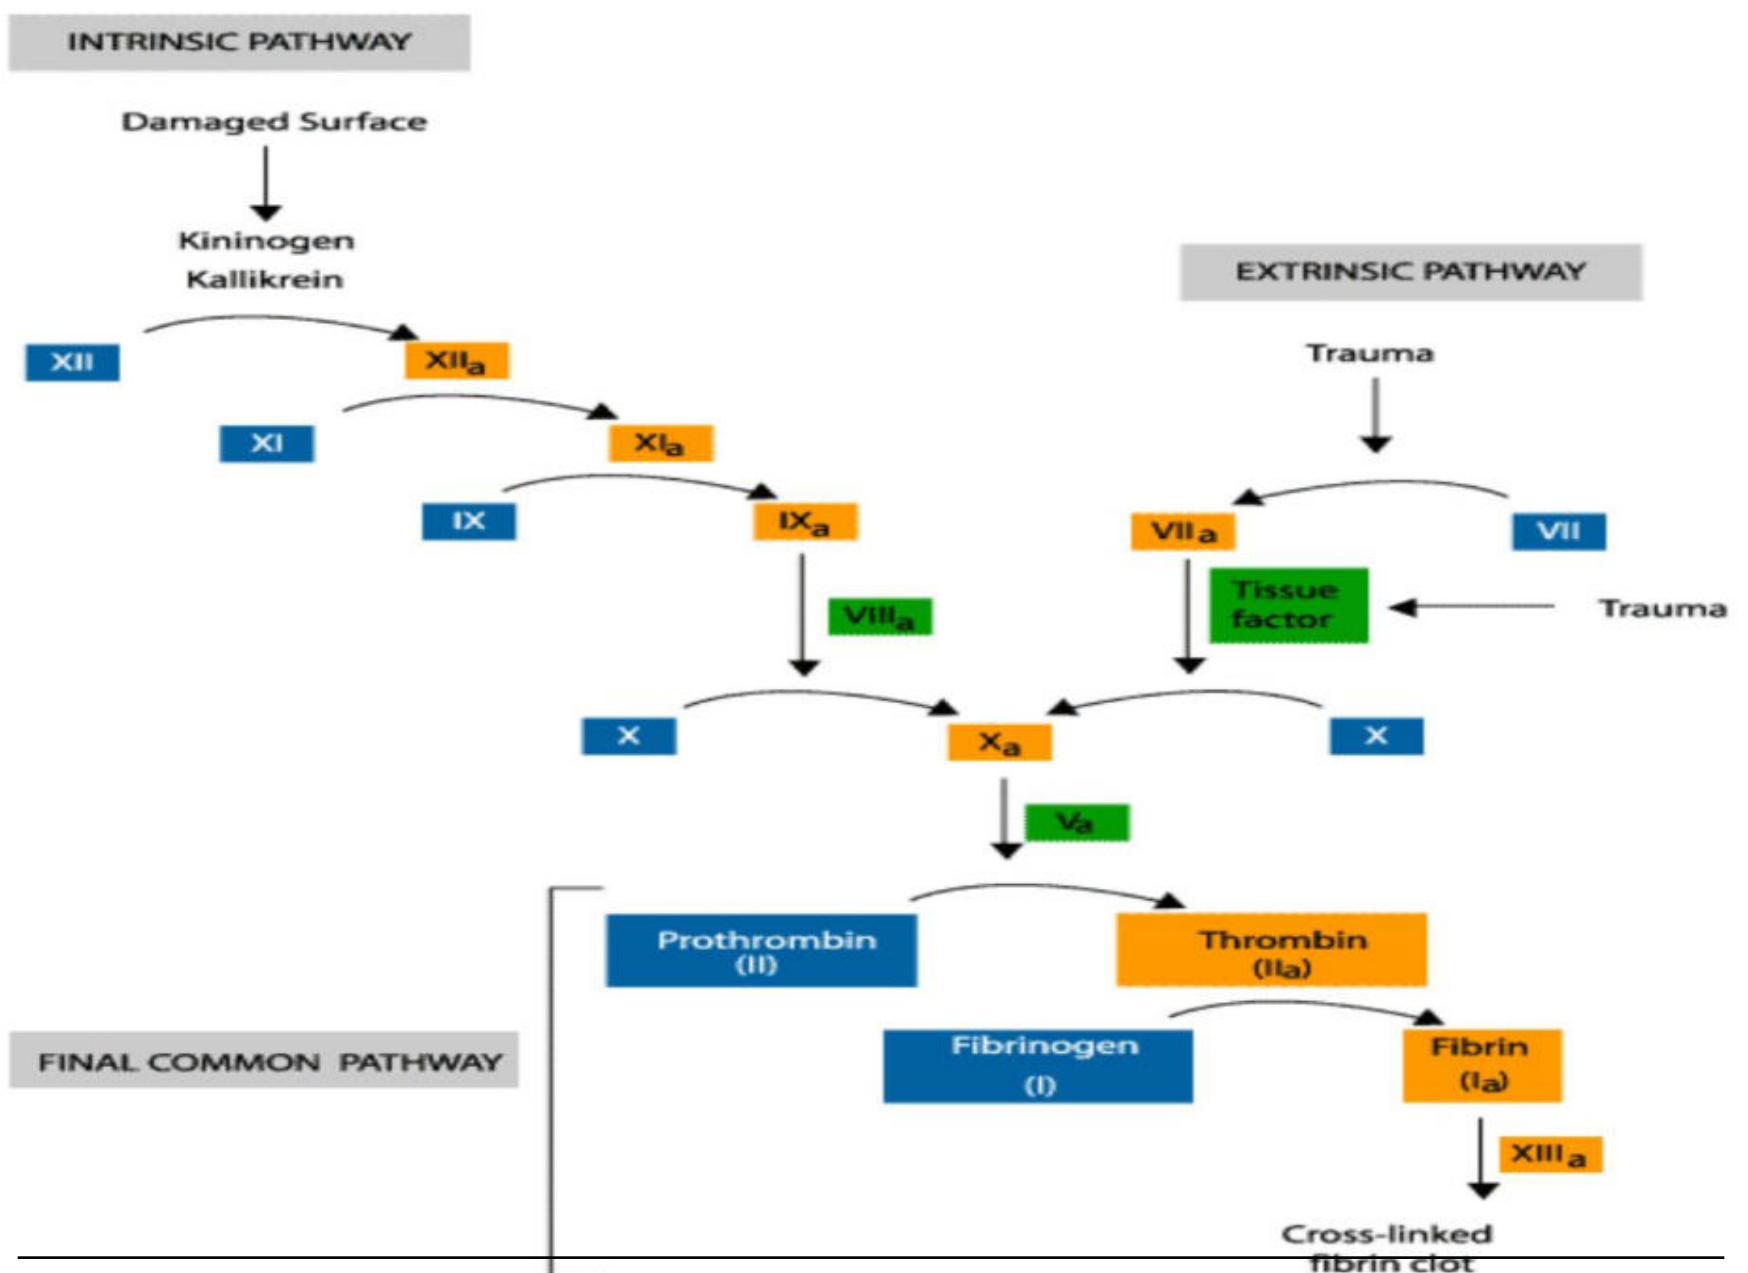 INTRINSIC PATHWAY
Damaged Surface
Kininogen
Kallikrein
EXTRINSIC PATHWAY
Trauma
XII
XIIa
XI
XIa
IX
IXa
VIIa
VII
VIIIa
Tissue
factor
Trauma
X
Xa
X
Va
Prothrombin
(II)
Thrombin
(IIa)
Fibrinogen
(I)
Fibrin
(Ia)
FINAL COMMON PATHWAY
XIIIa
Cross-linked
fibrin clot